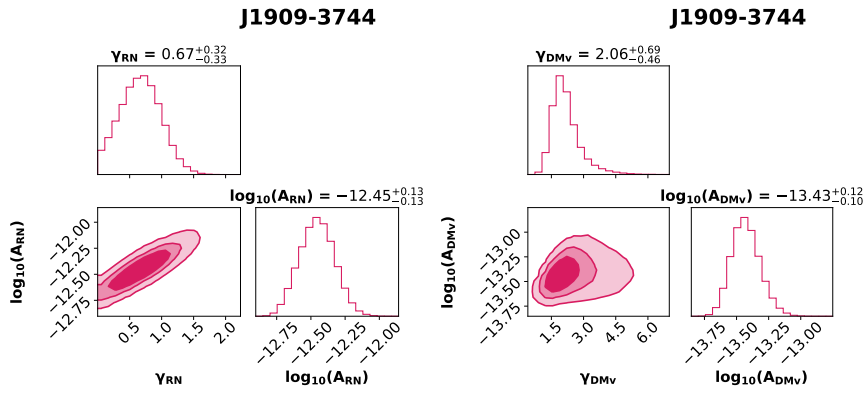 J1909-3744
γRN = 0.67+0.32 −0.33
log10(ARN) = −12.45+0.13 −0.13
log10(ARN)
−12.00
−12.25
−12.50
−12.75
0.5 1.0 1.5 2.0
γRN
−12.75 −12.50 −12.25 −12.00
log10(ARN)
J1909-3744
γDMv = 2.06+0.69 −0.46
log10(ADMv) = −13.43+0.12 −0.10
log10(ADMv)
−13.00
−13.25
−13.50
−13.75
1.5 3.0 4.5 6.0
γDMv
−13.75 −13.50 −13.25 −13.00
log10(ADMv)